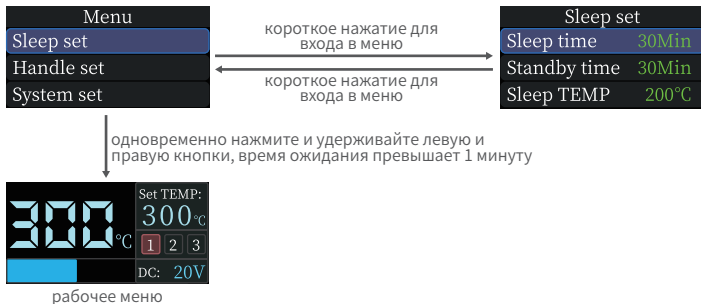 Menu
Sleep set
Handle set
System set
короткое нажатие для
входа в меню
короткое нажатие для
входа в меню
Sleep set
Sleep time 30Min
Standby time 30Min
Sleep TEMP 200°C
одновременно нажмите и удерживайте левую и
правую кнопки, время ожидания превышает 1 минуту
300°C
Set TEMP:
300°C
1 2 3
DC: 20V
рабочее меню